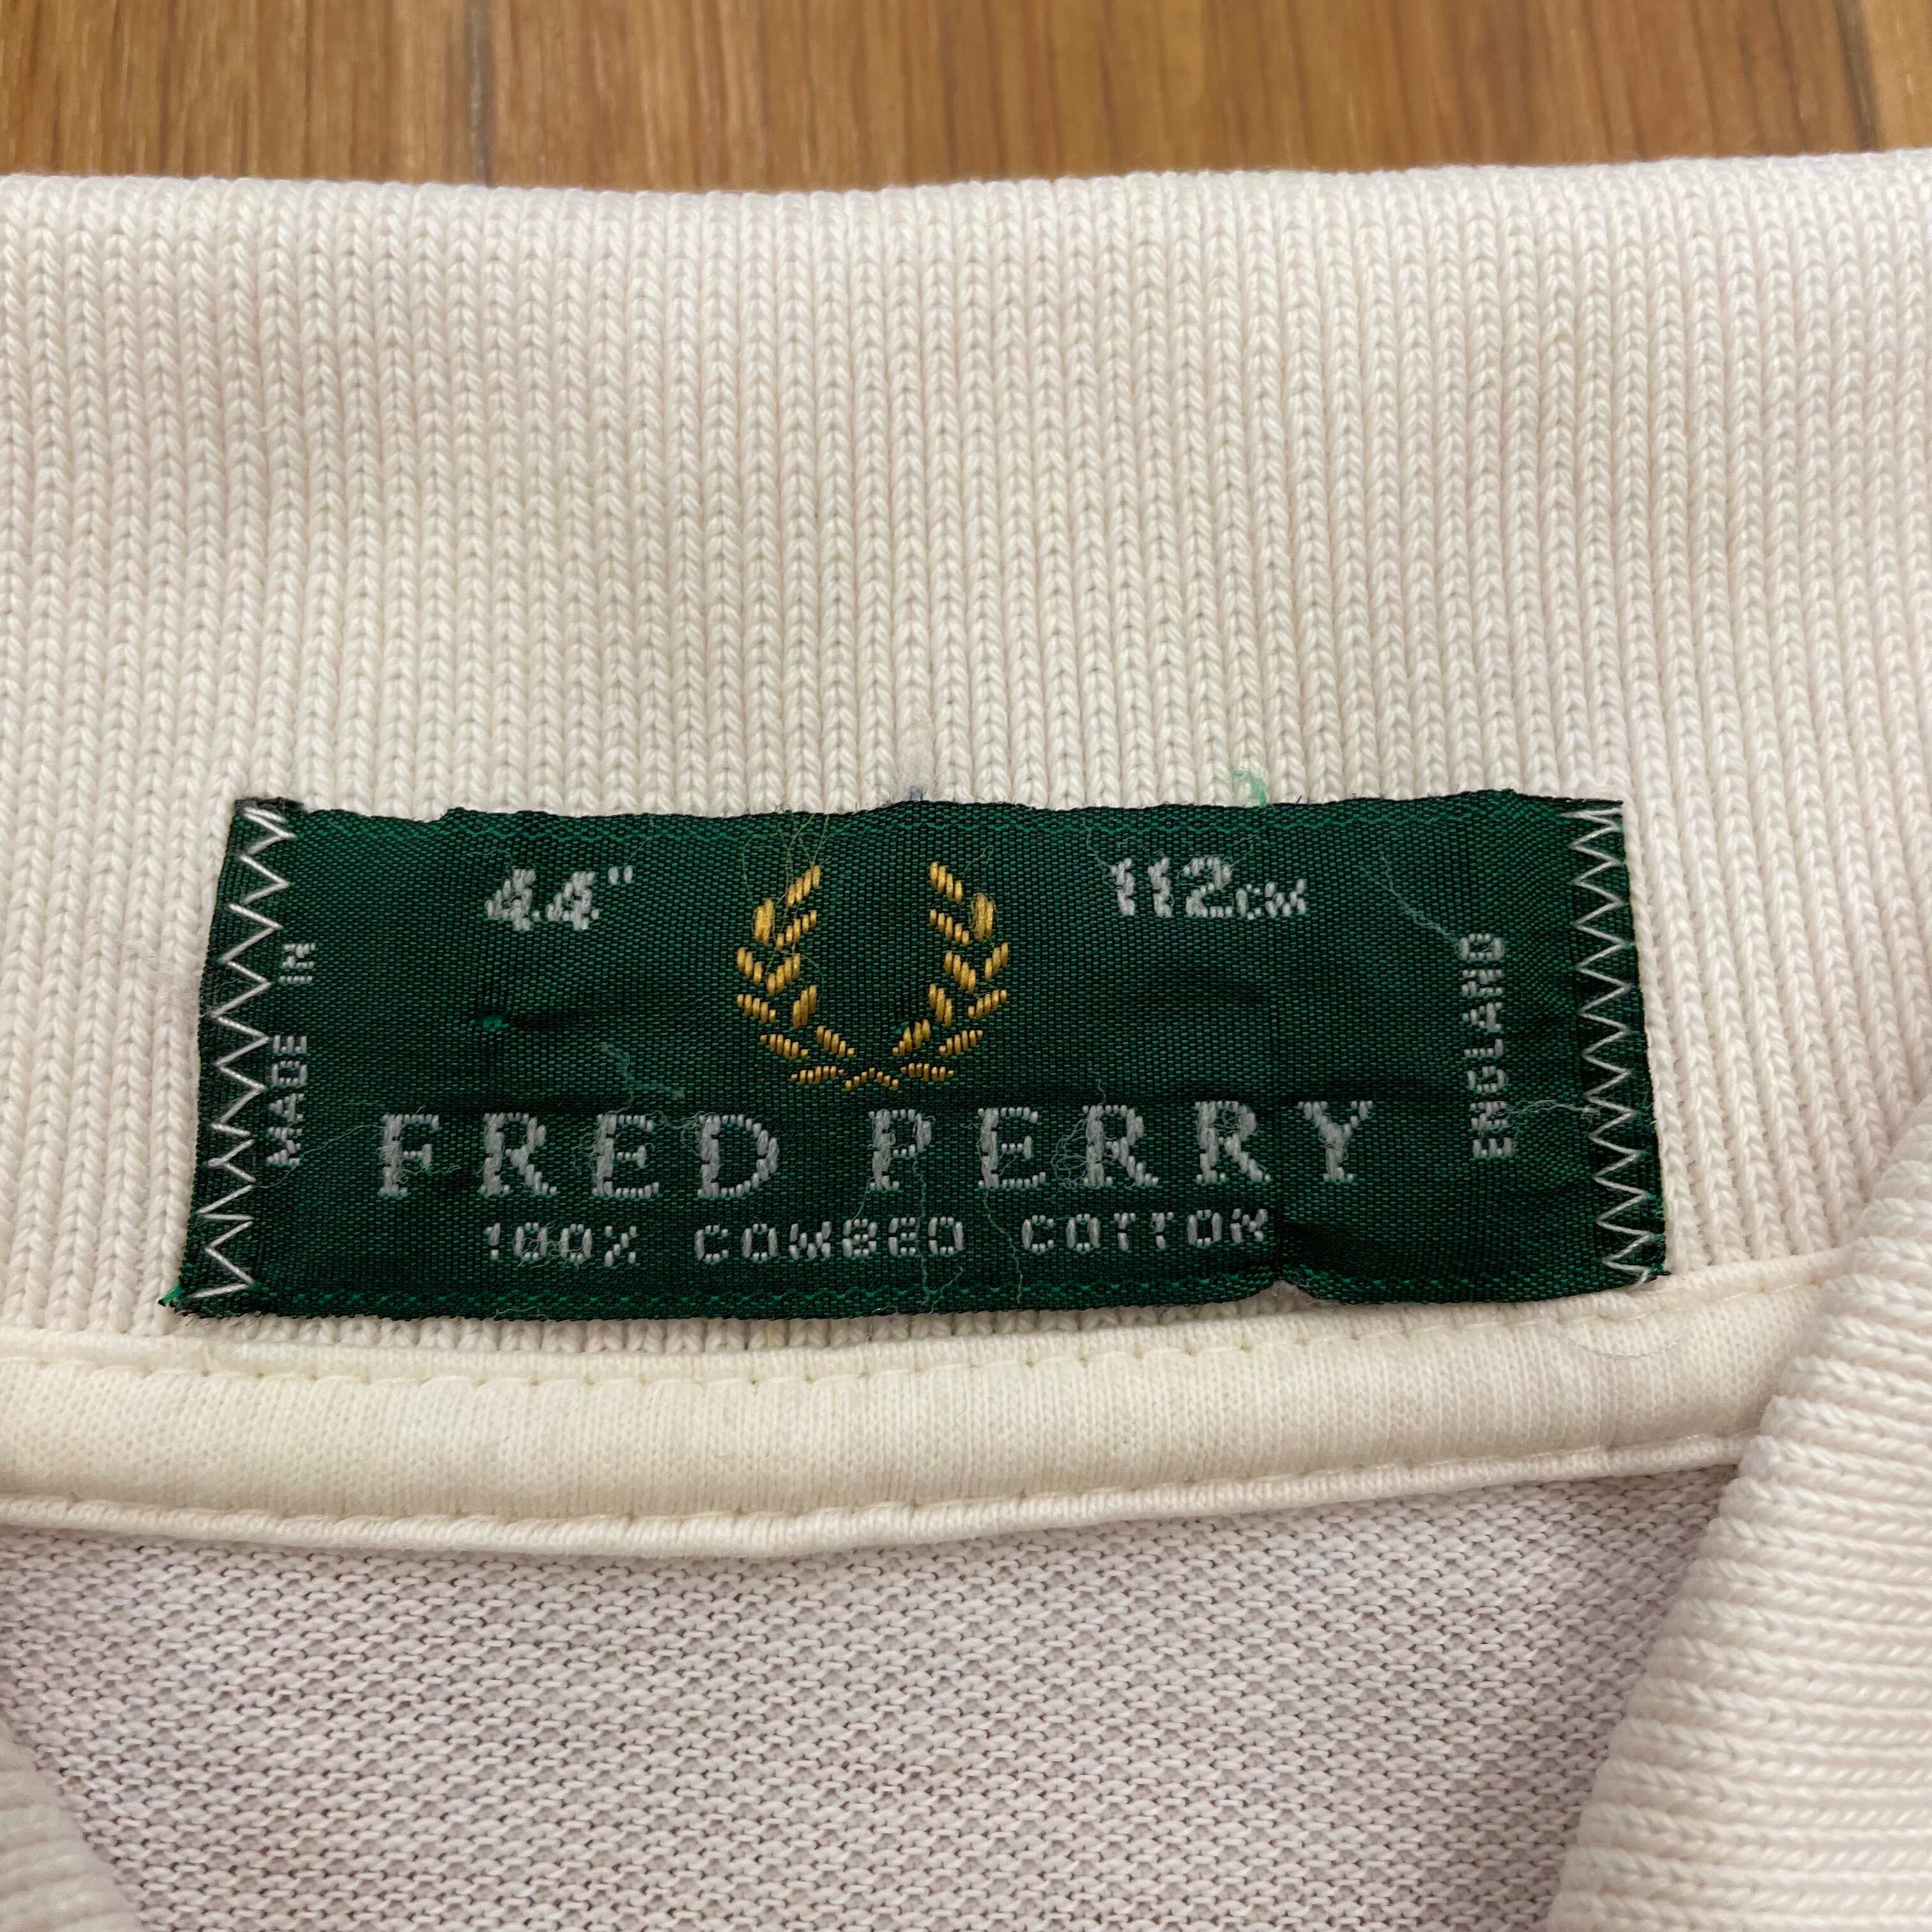 44" 112CM
MADE IN
ENGLAND
FRED PERRY
100% COMBED COTTON